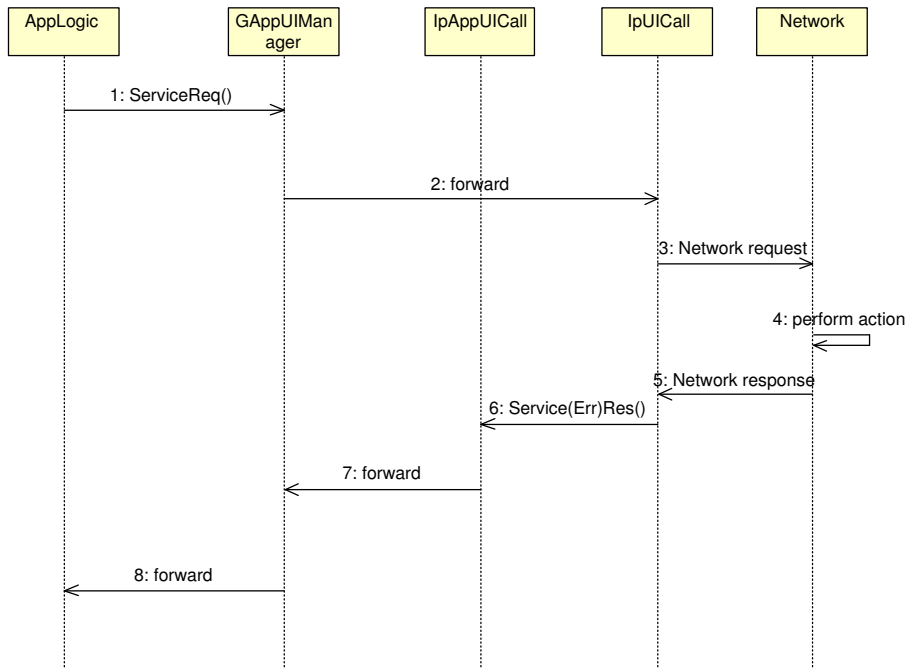 AppLogic
GAppUIMan
ager
IpAppUICall
IpUICall
Network
1: ServiceReq()
2: forward
3: Network request
4: perform action
5: Network response
6: Service(Err)Res()
7: forward
8: forward